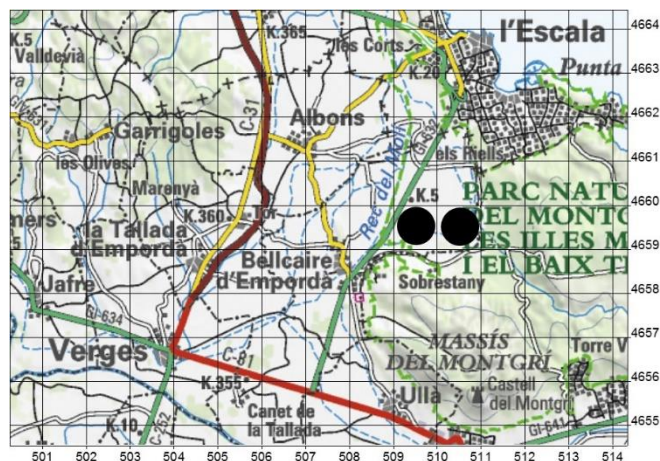 K.5
Valldevià
K.365
l'Escala
les Corts
K.20
Punta
C-31
GI-632
Albons
Garrigoles
les Olives
els Riells
Rec del Molí
Marenyà
K.5
PARC NATU
K.360
Tor
DEL MONTG
mers
la Tallada
d'Empordà
LES ILLES M
Bellcaire
d'Empordà
I EL BAIX T
Sobrestany
Jafre
GI-634
Verges
MASSÍS
DEL MONTGRÍ
Torre V
C-81
K.355
Castell
del Montgrí
Ullà
Canet de
la Tallada
K.10
C-252
GI-641
4664
4663
4662
4661
4660
4659
4658
4657
4656
4655
501 502 503 504 505 506 507 508 509 510 511 512 513 514